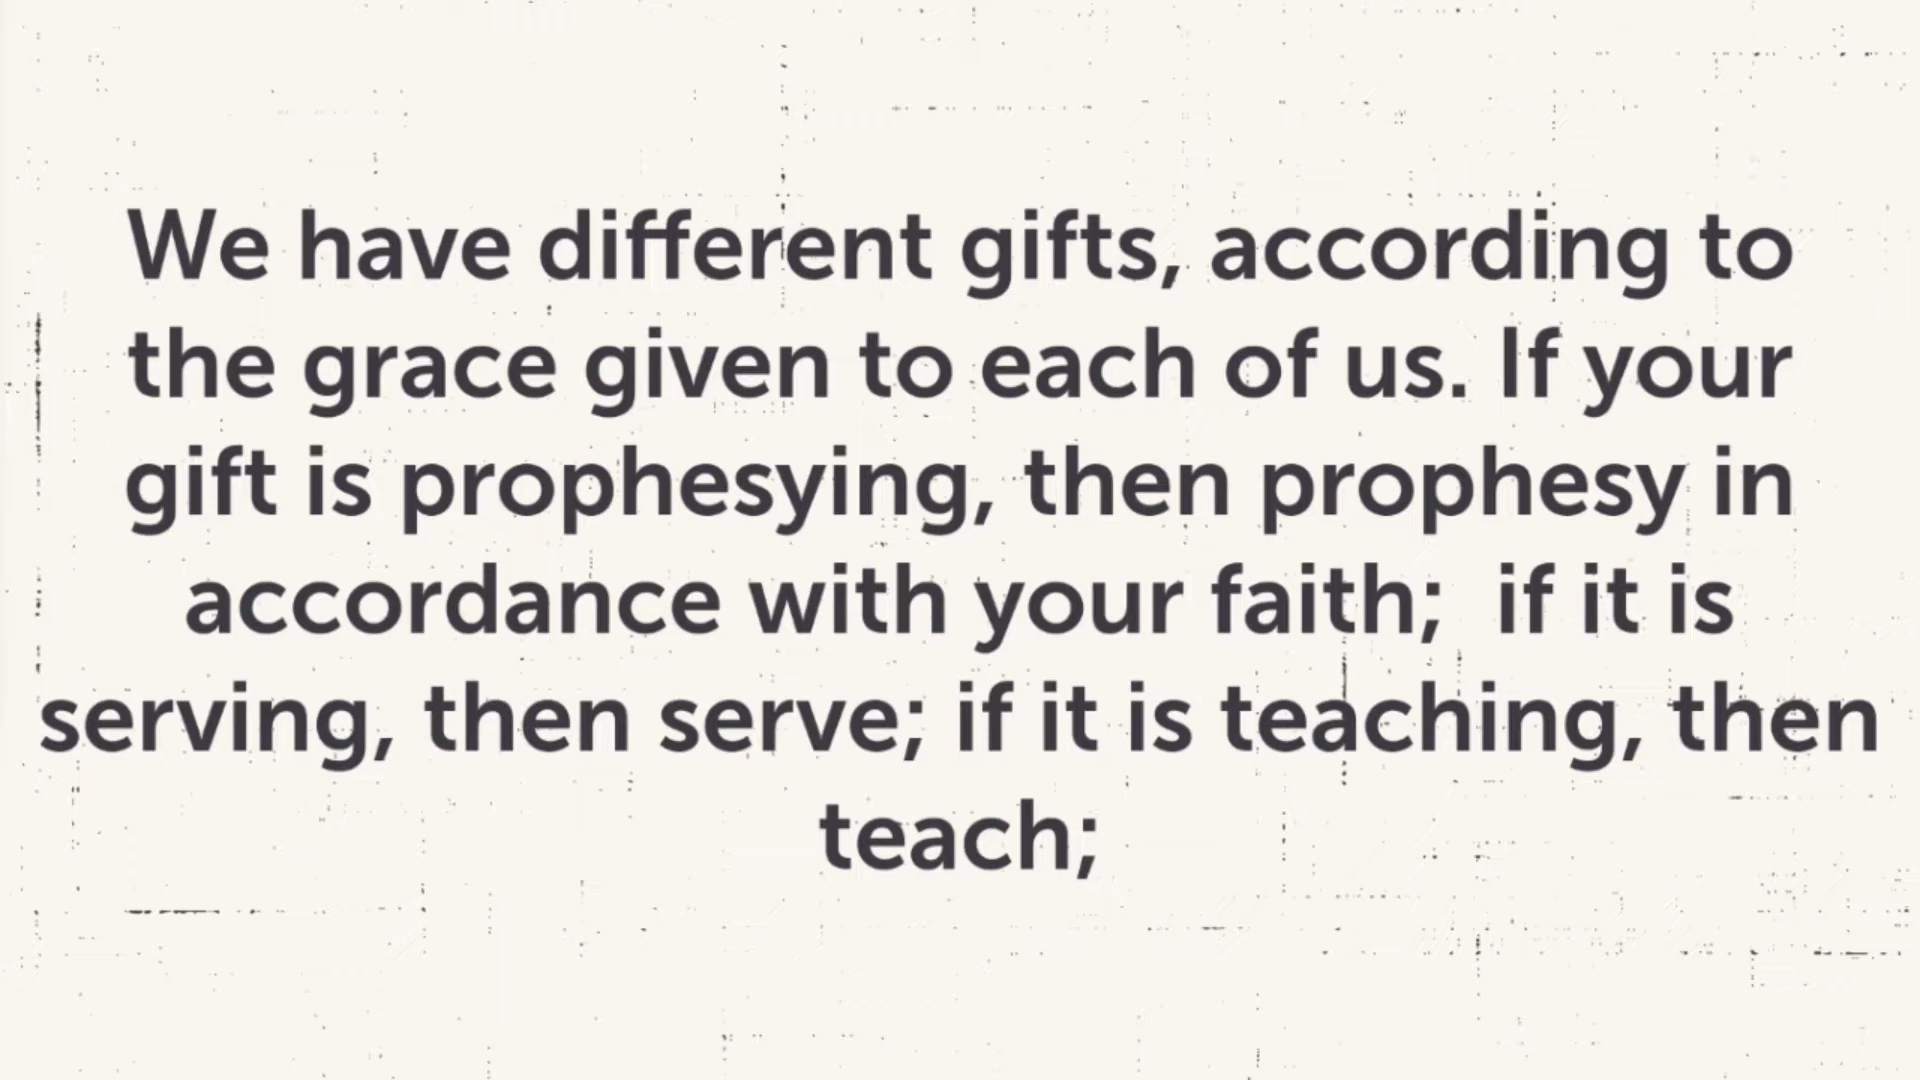 We have different gifts, according to
the grace given to each of us. If your
gift is prophesying, then prophesy in
accordance with your faith;  if it is
serving, then serve; if it is teaching, then
teach;